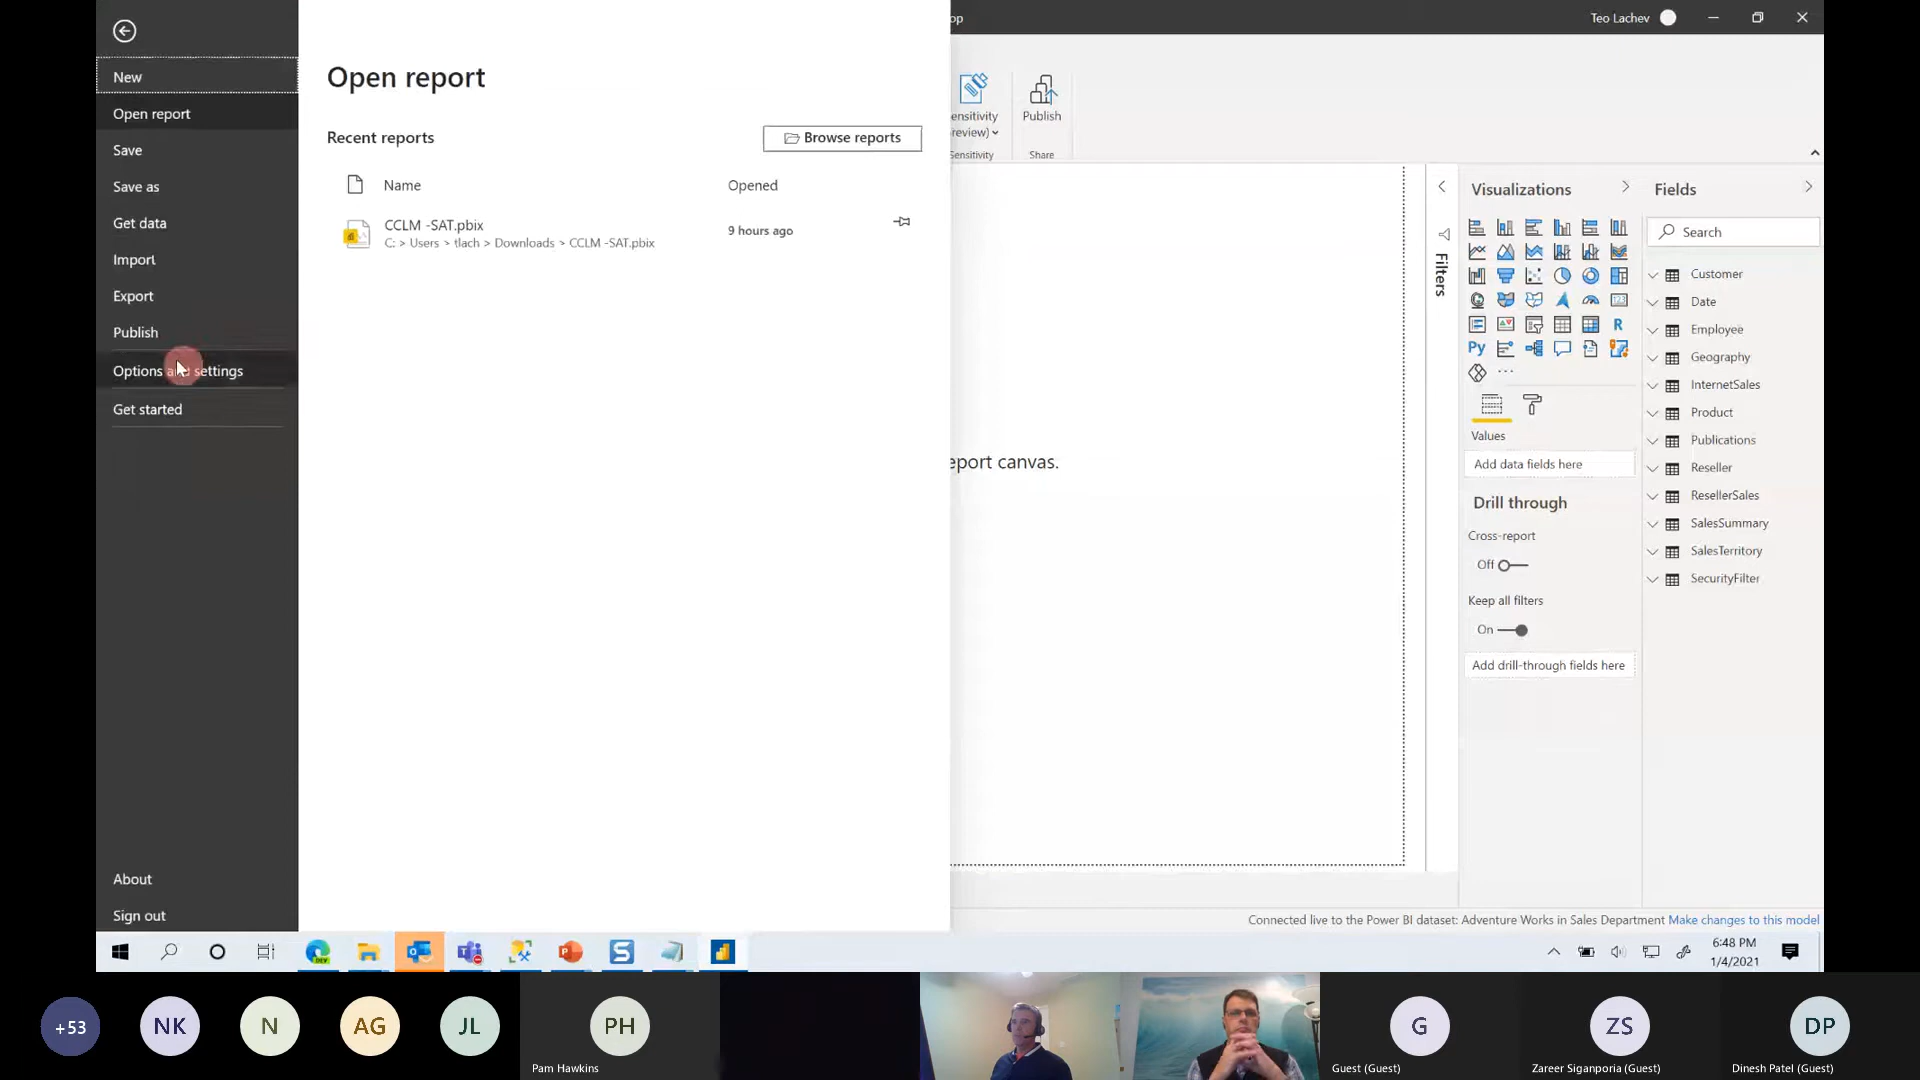 op
Teo Lachev
New
Open report
Save
Save as
Get data
Import
Export
Publish
Options and settings
Get started
About
Sign out
Open report
Recent reports
Browse reports
Name
Opened
CCLM -SAT.pbix
C: > Users > tlach > Downloads > CCLM -SAT.pbix
9 hours ago
ensitivity
review)
Sensitivity
Publish
Share
eport canvas.
Filters
Visualizations
R
Py
Values
Add data fields here
Drill through
Cross-report
Off
Keep all filters
On
Add drill-through fields here
Fields
Search
Customer
Date
Employee
Geography
InternetSales
Product
Publications
Reseller
ResellerSales
SalesSummary
SalesTerritory
SecurityFilter
Connected live to the Power BI dataset: Adventure Works in Sales Department Make changes to this model
6:48 PM
1/4/2021
+53
NK
N
AG
JL
PH
Pam Hawkins
G
Guest (Guest)
ZS
Zareer Siganporia (Guest)
DP
Dinesh Patel (Guest)